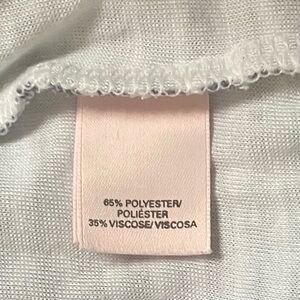 65% POLYESTER/
POLIÉSTER
35% VISCOSE/VISCOSA